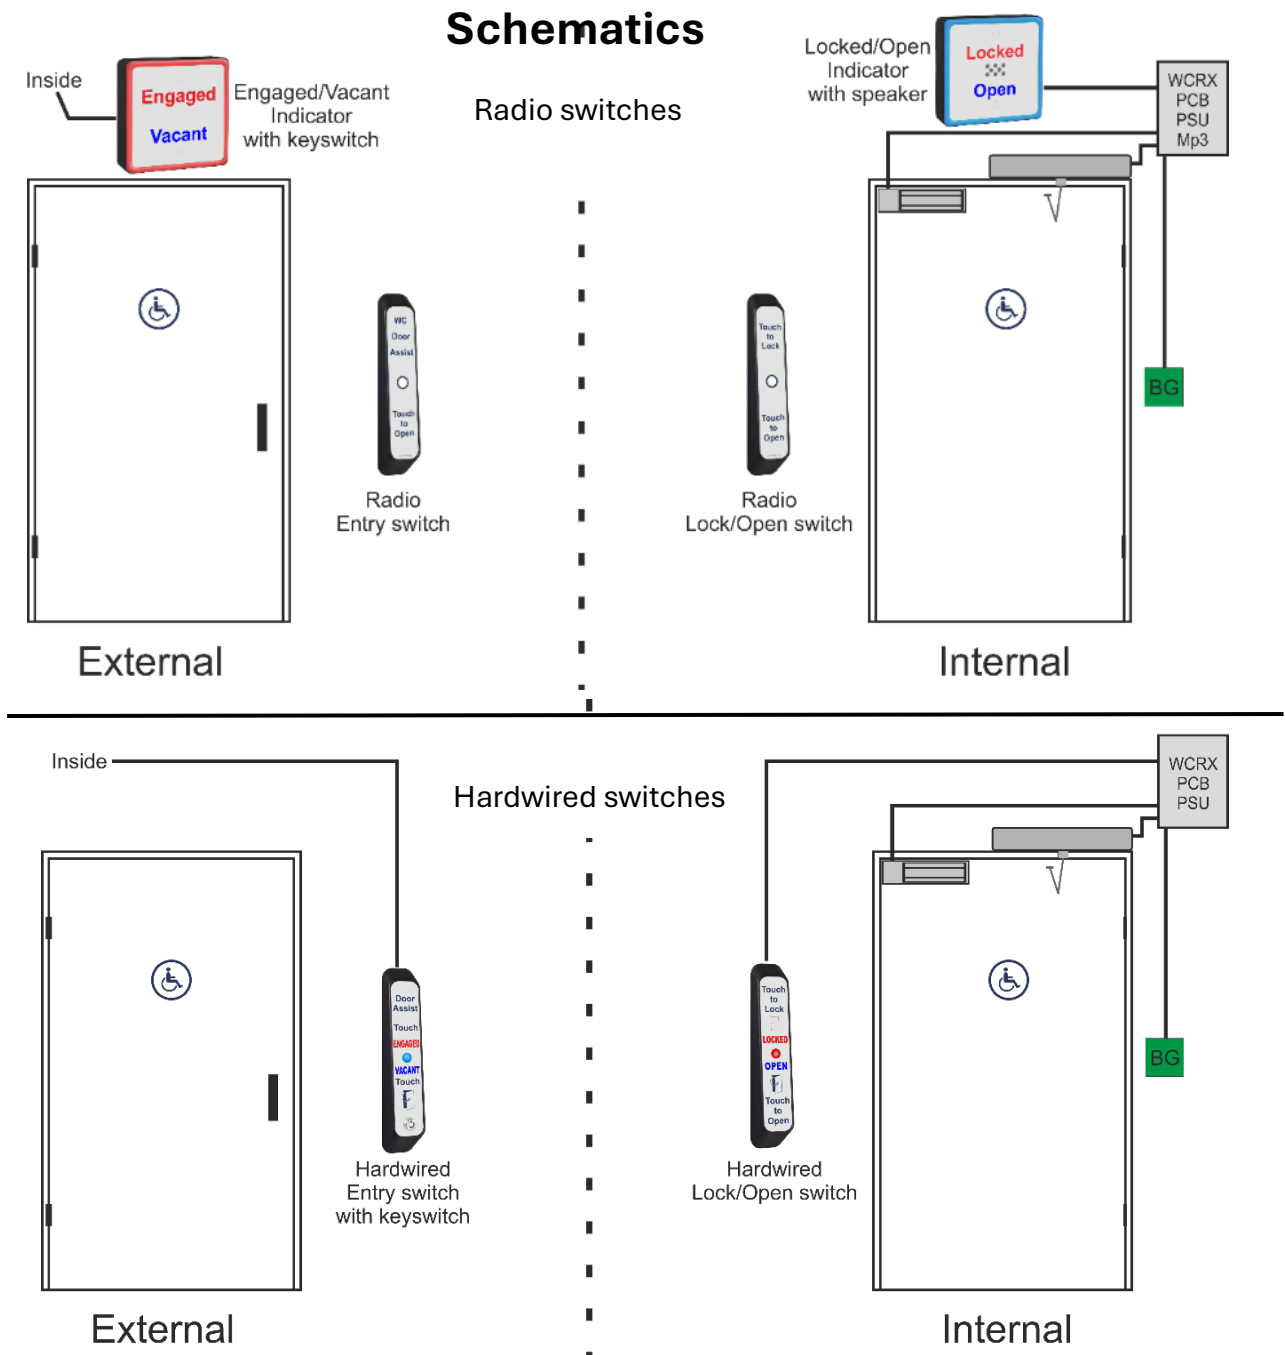 Schematics
Radio switches
Inside
Engaged
Vacant
Engaged/Vacant
Indicator
with keyswitch
Locked/Open
Indicator
with speaker
Locked
Open
WCRX
PCB
PSU
Mp3
WC
Door
Assist
Touch
to
Open
Radio
Entry switch
Touch
to
Lock
Touch
to
Open
Radio
Lock/Open switch
BG
External
Internal
Hardwired switches
Inside
WCRX
PCB
PSU
Door
Assist
Touch
ENGAGED
VACANT
Touch
Hardwired
Entry switch
with keyswitch
Touch
to
Lock
LOCKED
OPEN
Touch
to
Open
Hardwired
Lock/Open switch
BG
External
Internal